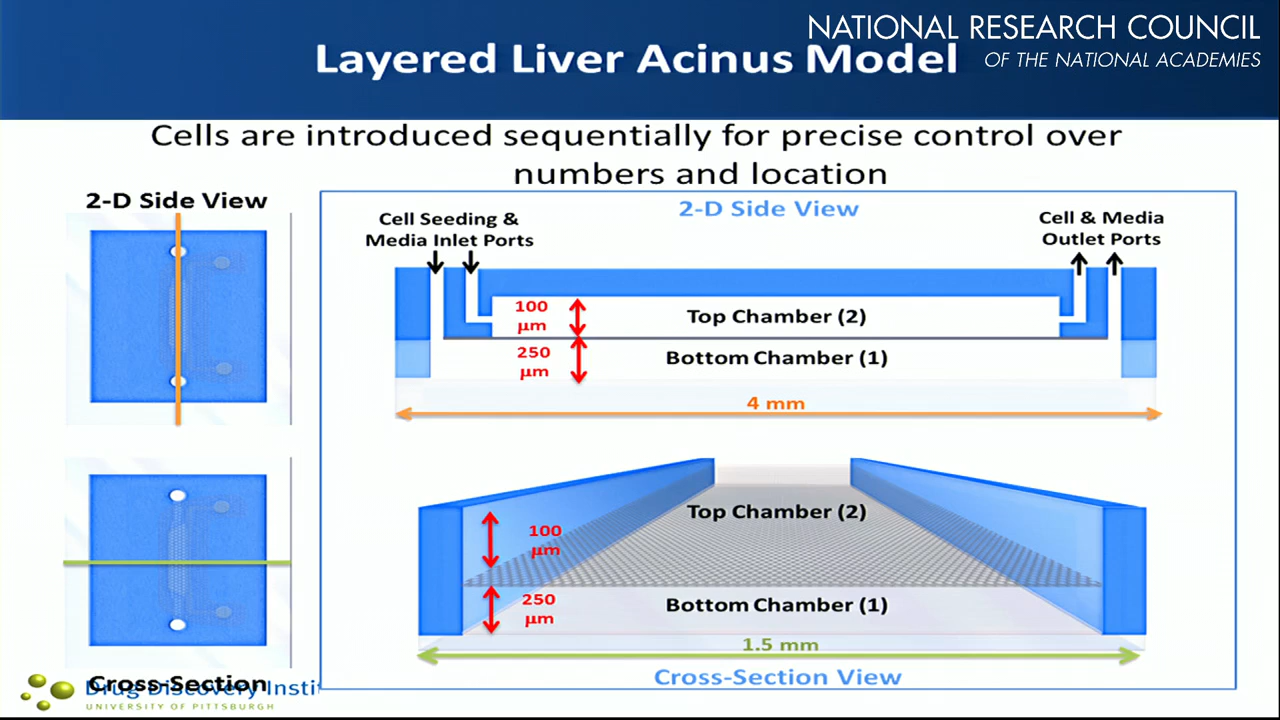 NATIONAL RESEARCH COUNCIL
OF THE NATIONAL ACADEMIES
Layered Liver Acinus Model
Cells are introduced sequentially for precise control over
numbers and location
2-D Side View
2-D Side View
Cell Seeding &
Media Inlet Ports
Cell & Media
Outlet Ports
100
µm
Top Chamber (2)
250
µm
Bottom Chamber (1)
4 mm
Top Chamber (2)
100
µm
250
µm
Bottom Chamber (1)
1.5 mm
Cross-Section View
Cross-Section
Drug Discovery Insti
UNIVERSITY OF PITTSBURGH